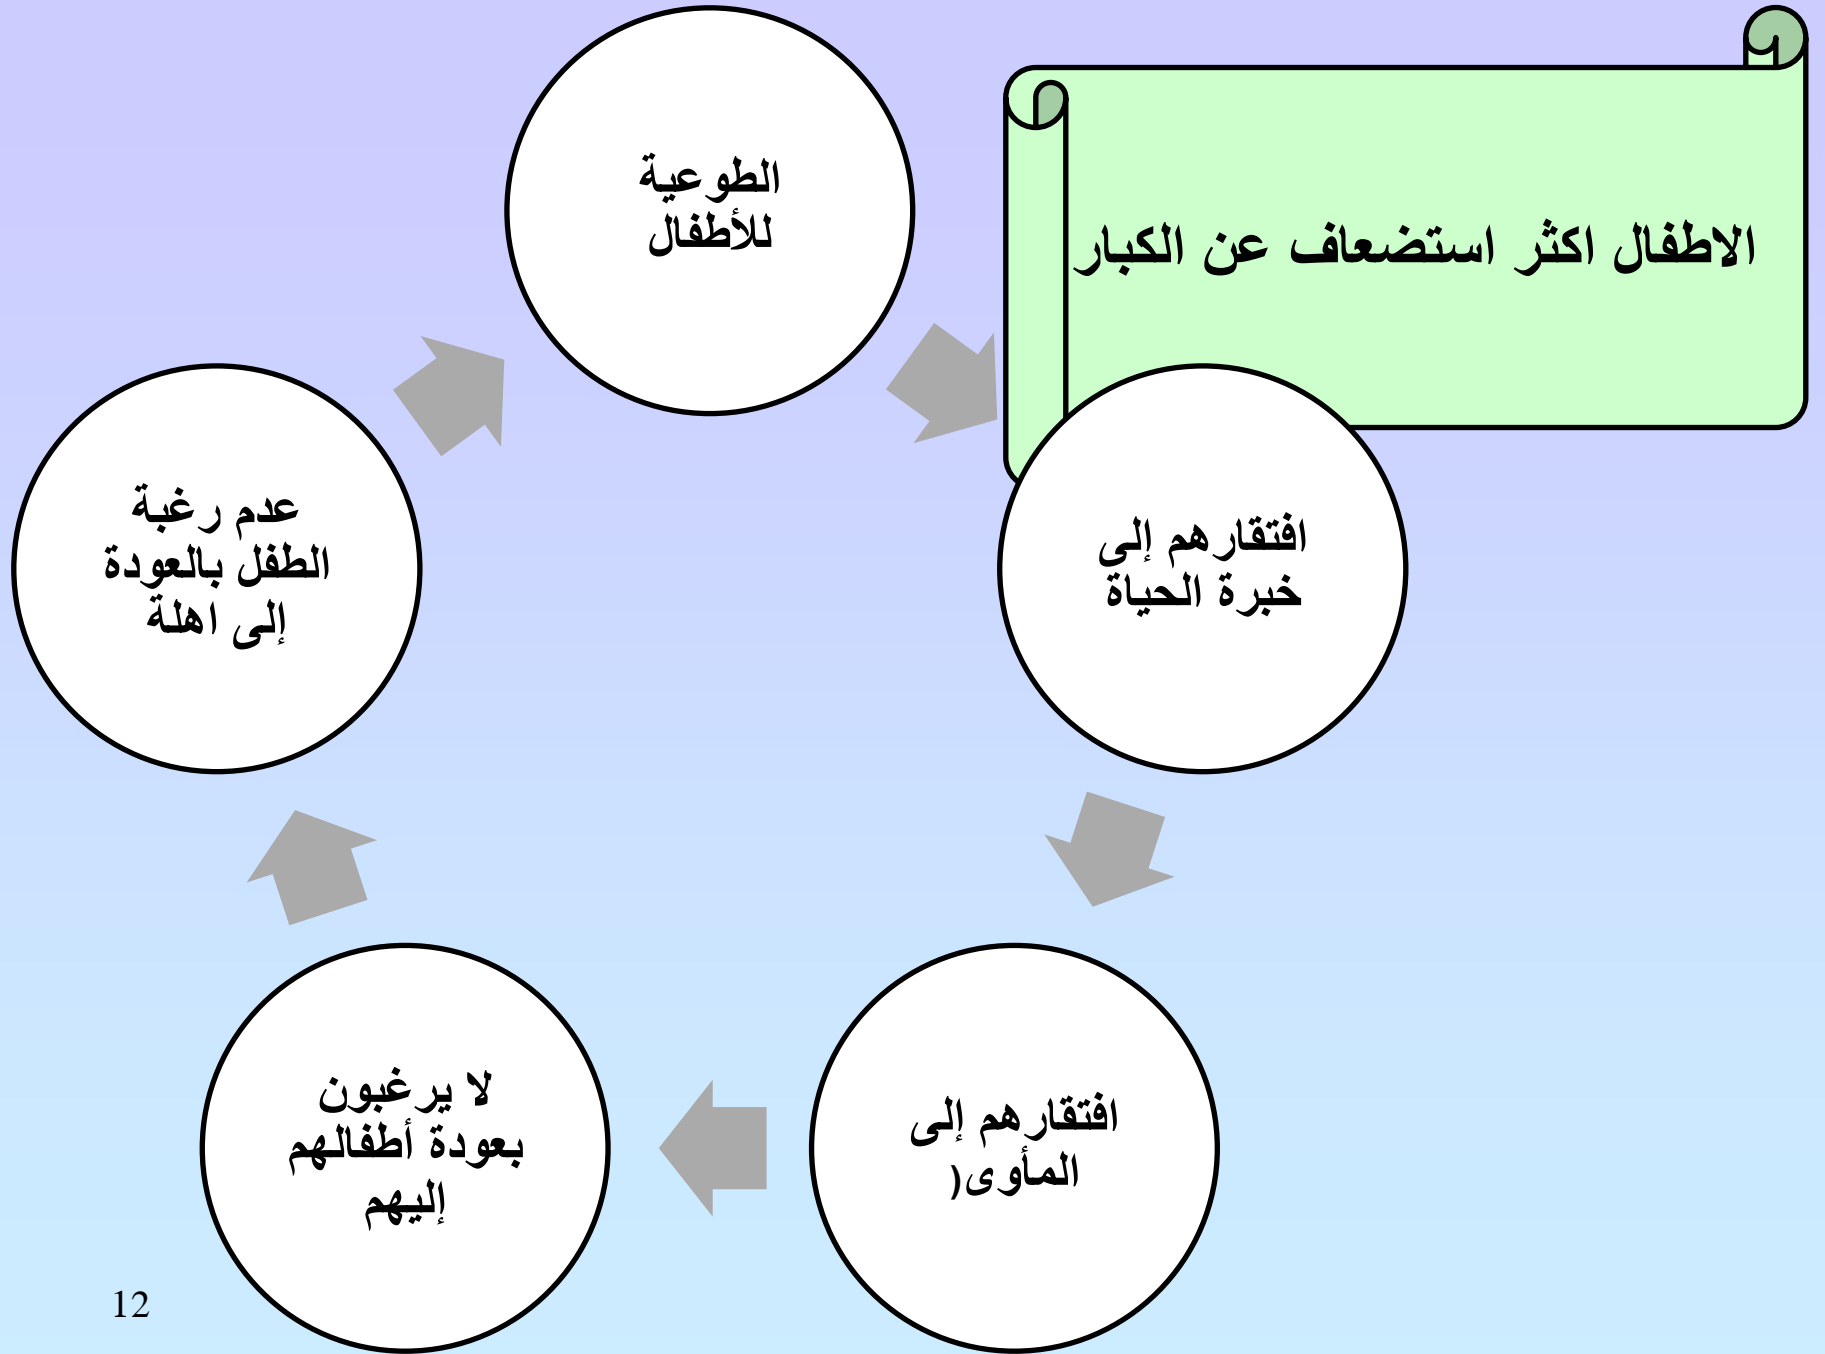 الاطفال اكثر استضعاف عن الكبار
الطوعية
للأطفال
افتقارهم إلى
خبرة الحياة
افتقارهم إلى
المأوى(
لا يرغبون
بعودة أطفالهم
إليهم
عدم رغبة
الطفل بالعودة
إلى اهلة
12